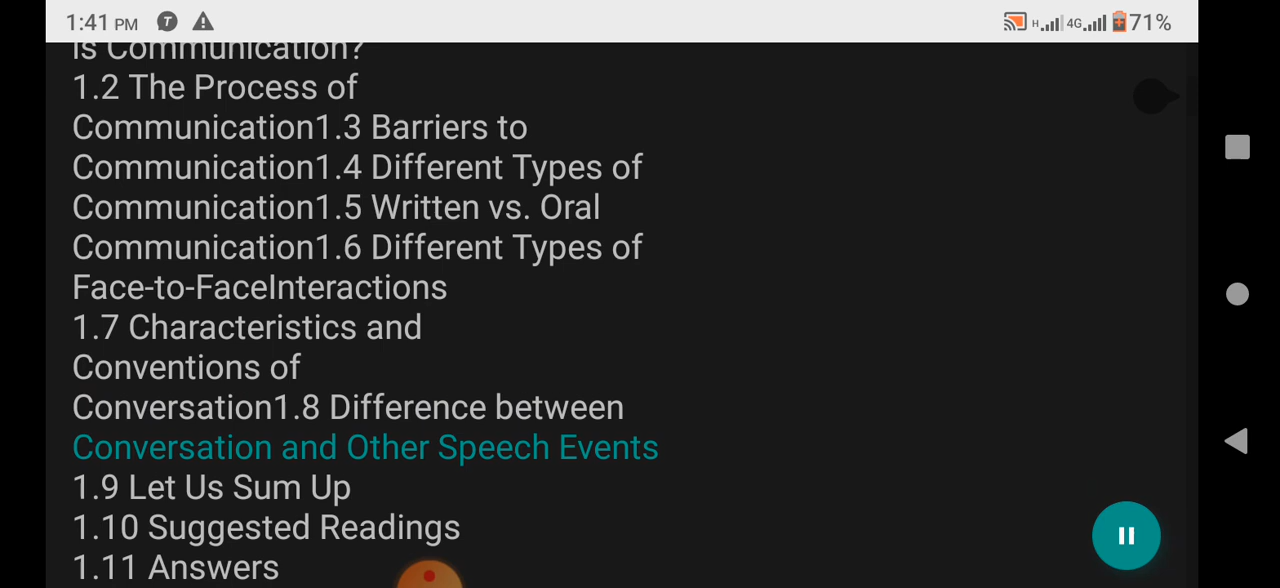 1:41 PM
H 4G 71%
is Communication?
1.2 The Process of
Communication1.3 Barriers to
Communication1.4 Different Types of
Communication1.5 Written vs. Oral
Communication1.6 Different Types of
Face-to-FaceInteractions
1.7 Characteristics and
Conventions of
Conversation1.8 Difference between
Conversation and Other Speech Events
1.9 Let Us Sum Up
1.10 Suggested Readings
1.11 Answers